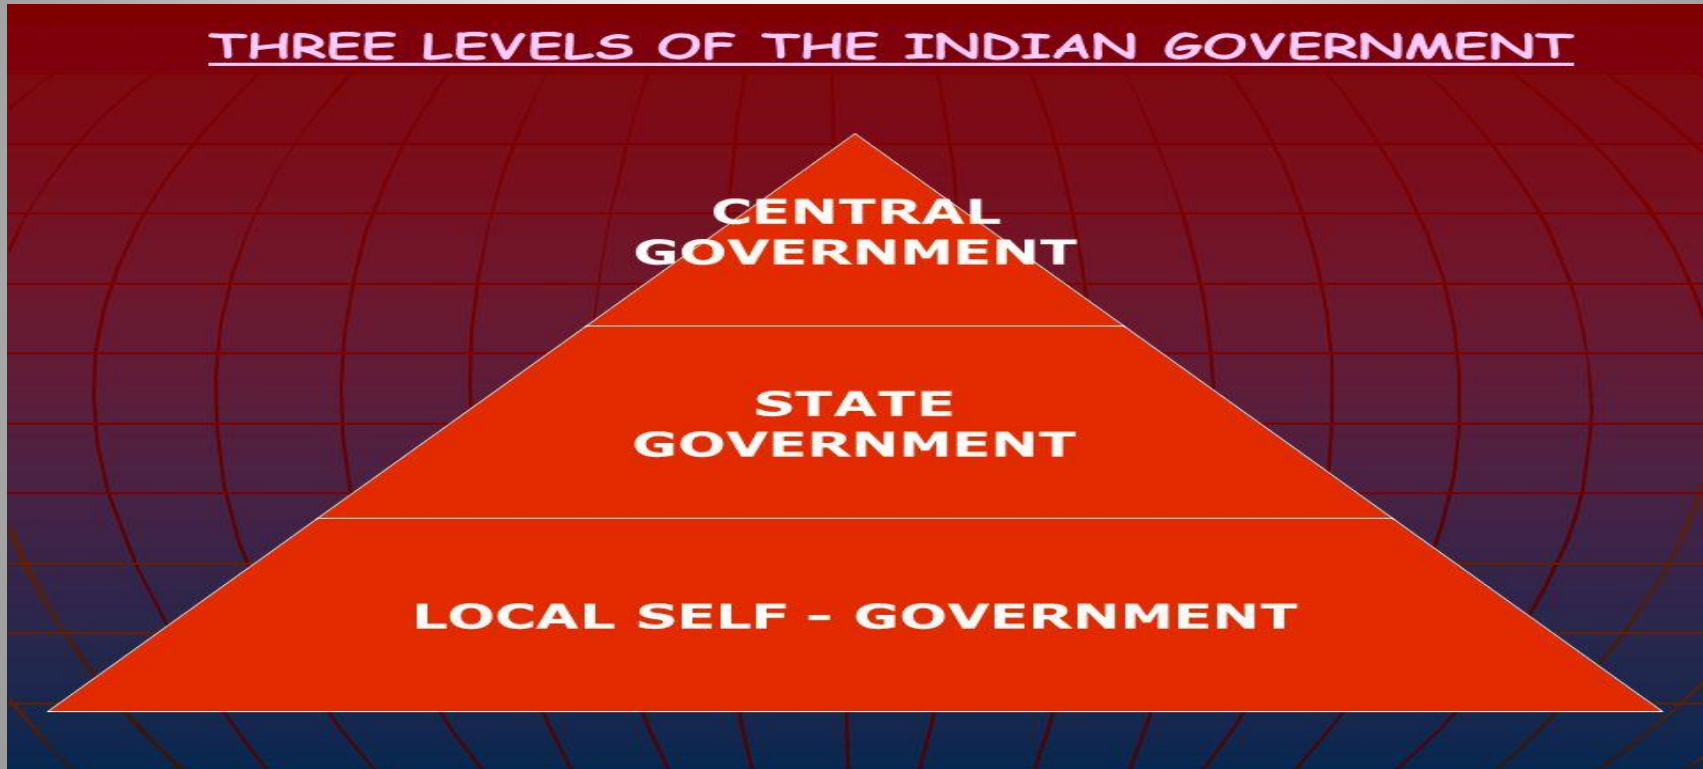 THREE LEVELS OF THE INDIAN GOVERNMENT
CENTRAL
GOVERNMENT
STATE
GOVERNMENT
LOCAL SELF - GOVERNMENT